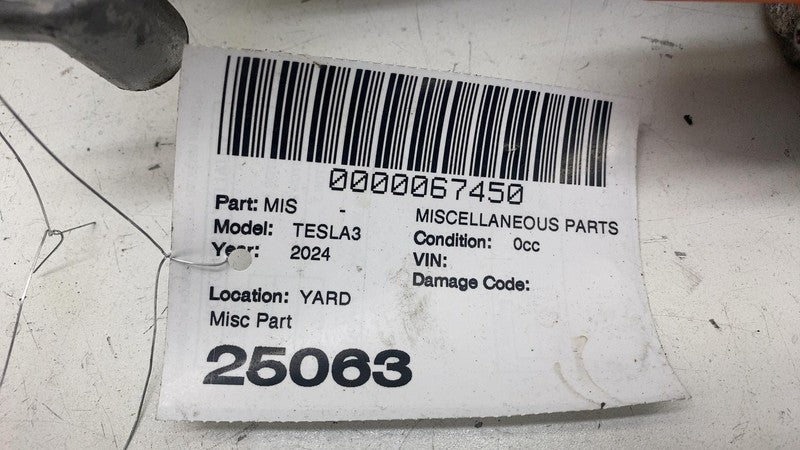 0000067450
Part: MIS - MISCELLANEOUS PARTS
Model: TESLA3 Condition: 0cc
Year: 2024 VIN:
Damage Code:
Location: YARD
Misc Part
25063